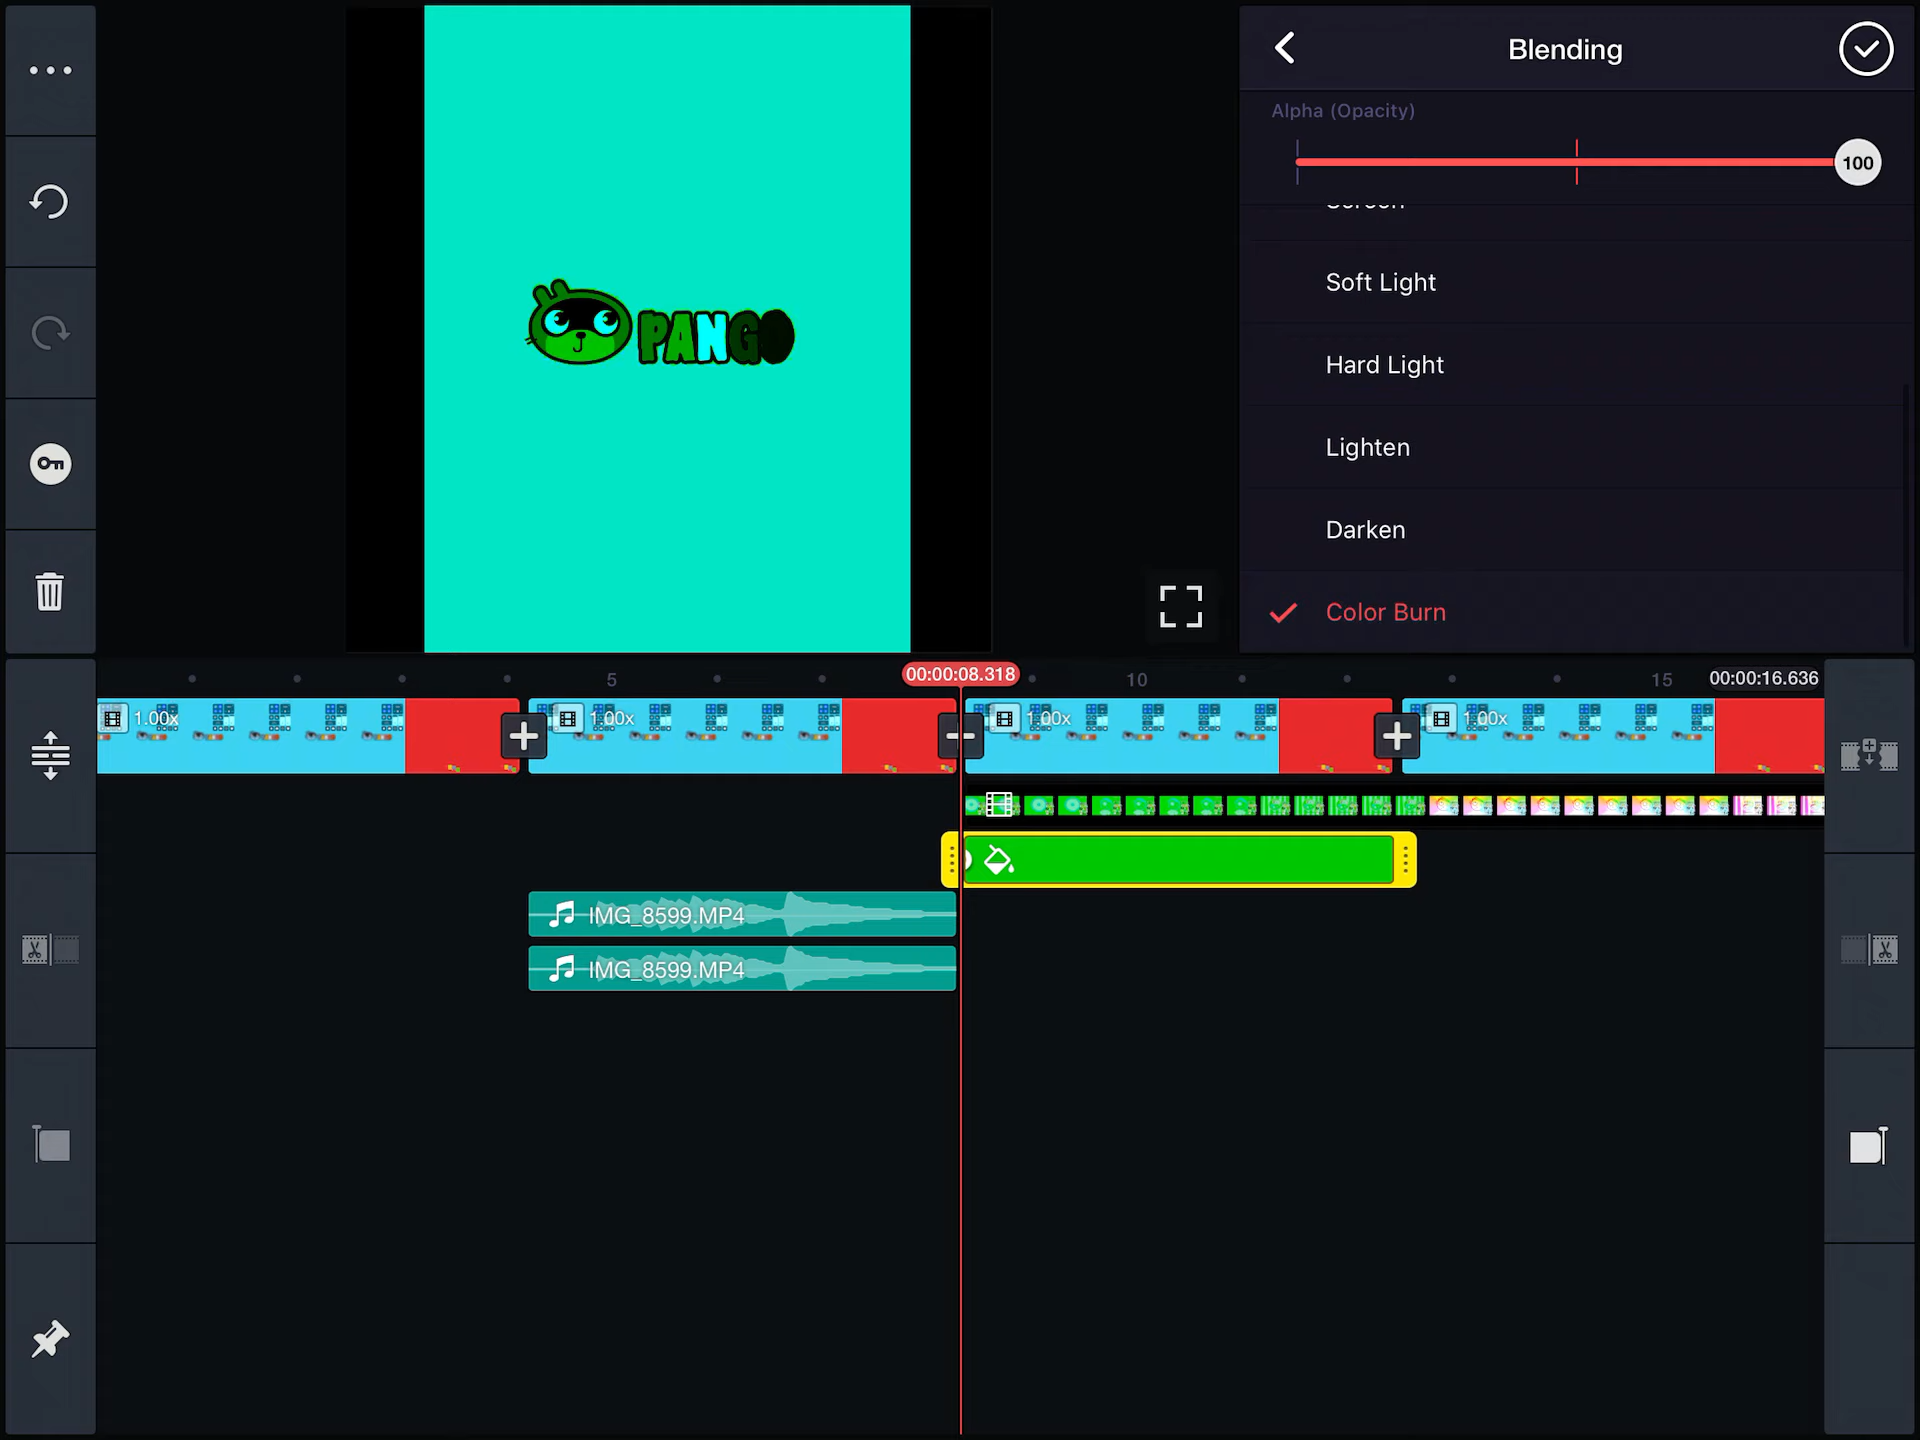 Blending
Alpha (Opacity)
100
Screen
Soft Light
Hard Light
Lighten
Darken
Color Burn
PANGO
5
00:00:08.318
10
15
00:00:16.636
1.00x
1.00x
1.00x
1.00x
IMG_8599.MP4
IMG_8599.MP4